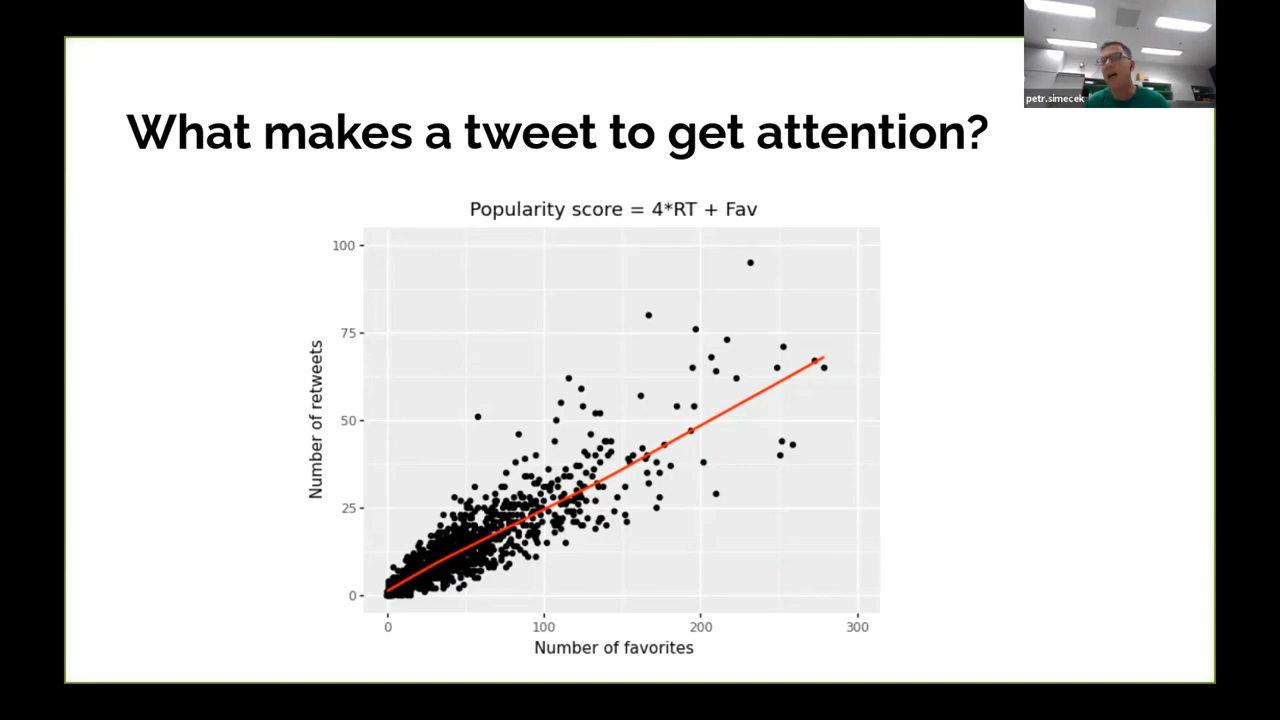 petr.simecek
What makes a tweet to get attention?
Popularity score = 4*RT + Fav
100
75
50
25
0
Number of retweets
0 100 200 300
Number of favorites